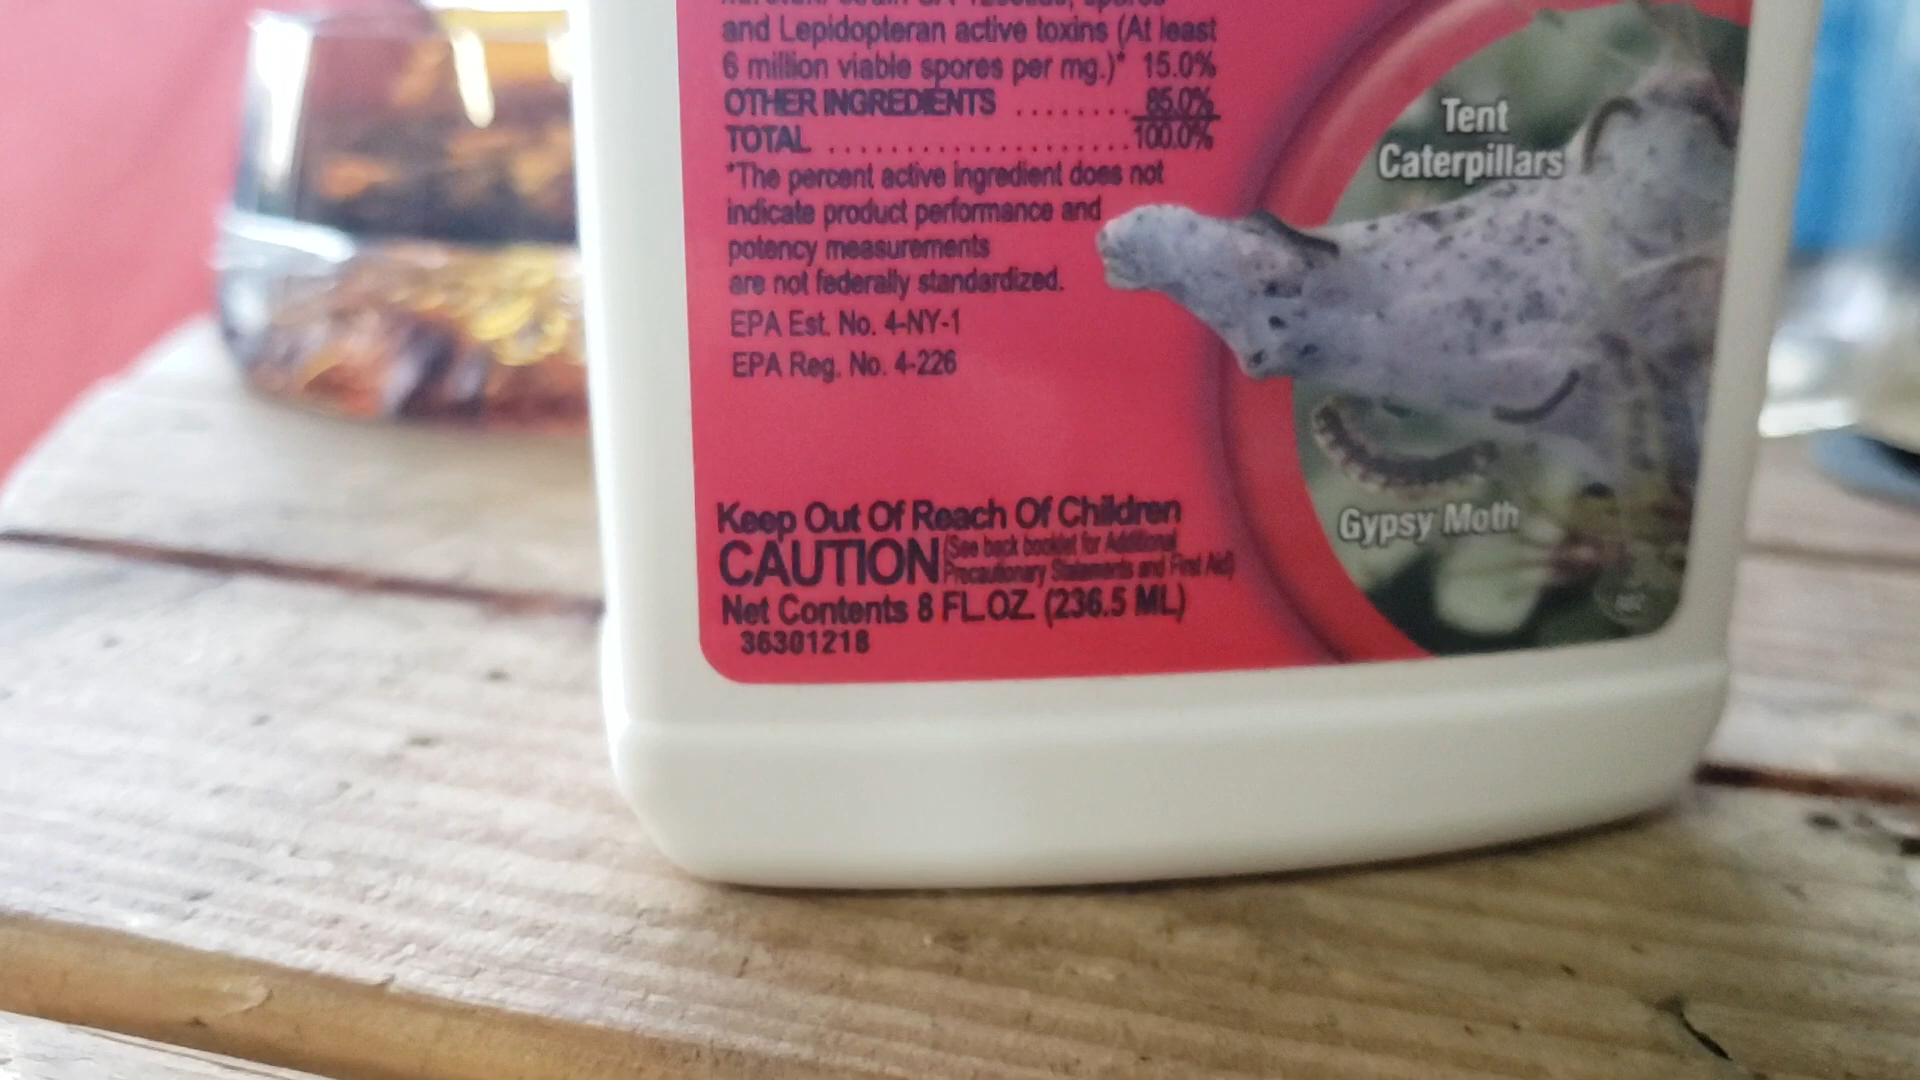 and Lepidopteran active toxins (At least
6 million viable spores per mg.)* 15.0%
OTHER INGREDIENTS ........ 85.0%
TOTAL .................... 100.0%
*The percent active ingredient does not
indicate product performance and
potency measurements
are not federally standardized.
EPA Est. No. 4-NY-1
EPA Reg. No. 4-226
Tent
Caterpillars
Gypsy Moth
Keep Out Of Reach Of Children
CAUTION (See back booklet for Additional
Precautionary Statements and First Aid)
Net Contents 8 FL.OZ. (236.5 ML)
36301218